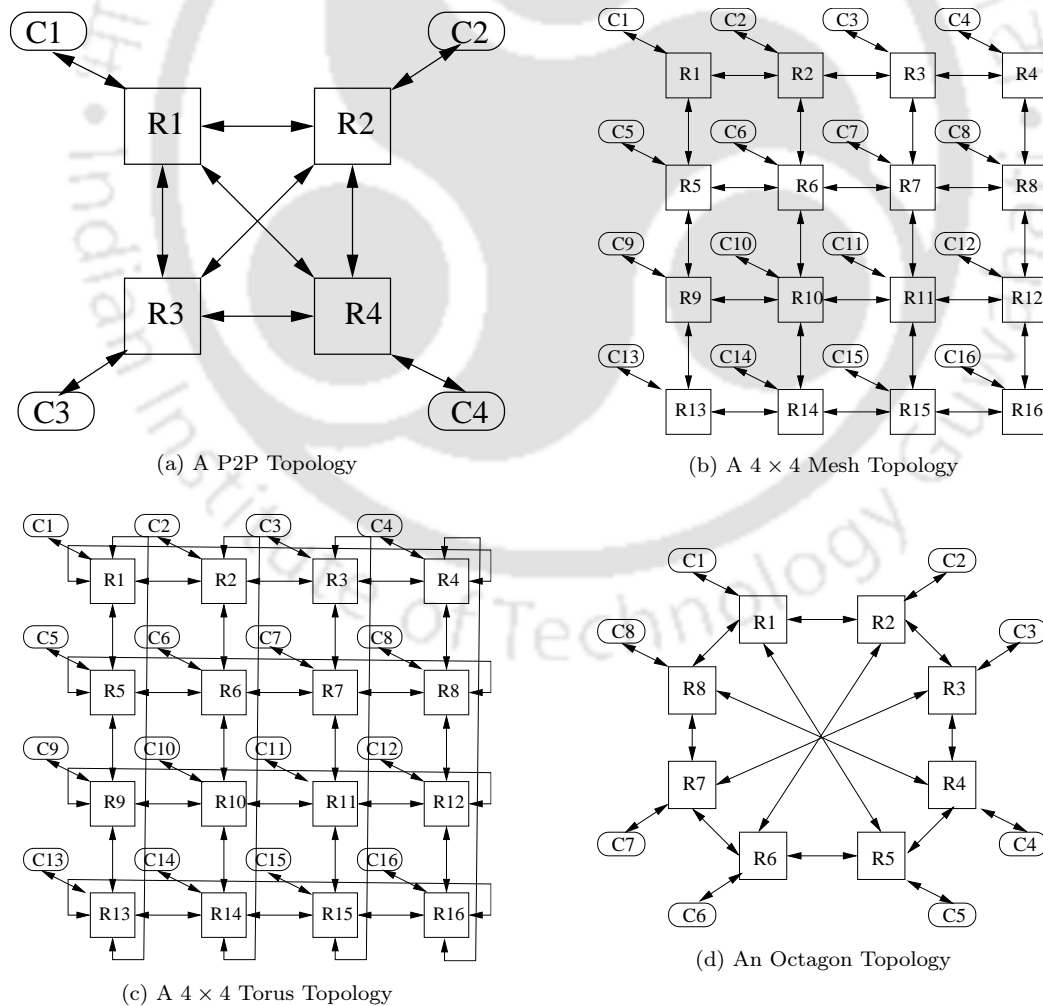 C1
C2
R1
R2
R3
R4
C3
C4
(a) A P2P Topology
C1 C2 C3 C4
R1 R2 R3 R4
C5 C6 C7 C8
R5 R6 R7 R8
C9 C10 C11 C12
R9 R10 R11 R12
C13 C14 C15 C16
R13 R14 R15 R16
(b) A 4 × 4 Mesh Topology
C1 C2 C3 C4
R1 R2 R3 R4
C5 C6 C7 C8
R5 R6 R7 R8
C9 C10 C11 C12
R9 R10 R11 R12
C13 C14 C15 C16
R13 R14 R15 R16
(c) A 4 × 4 Torus Topology
C1 C2
R1 R2
C8 C3
R8 R3
R7 R4
C7 C4
R6 R5
C6 C5
(d) An Octagon Topology
Indian Institute of Technology